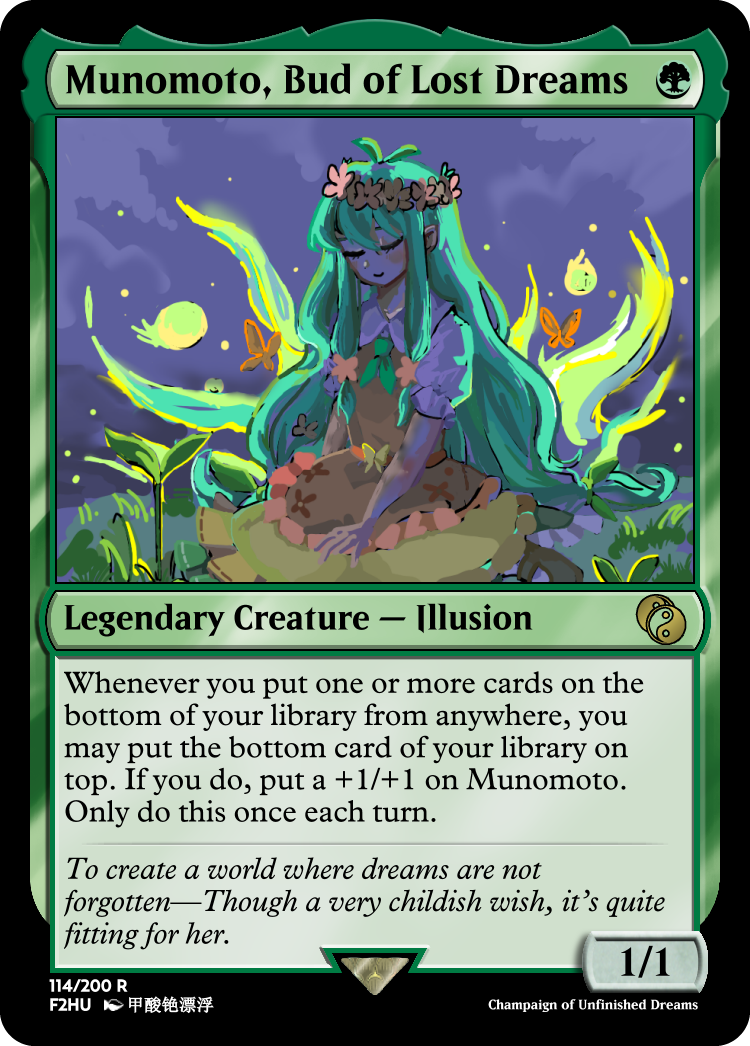 Munomoto, Bud of Lost Dreams
Legendary Creature — Illusion
Whenever you put one or more cards on the
bottom of your library from anywhere, you
may put the bottom card of your library on
top. If you do, put a +1/+1 on Munomoto.
Only do this once each turn.
To create a world where dreams are not
forgotten—Though a very childish wish, it's quite
fitting for her.
1/1
114/200 R
F2HU 甲酸铯漂浮
Champaign of Unfinished Dreams